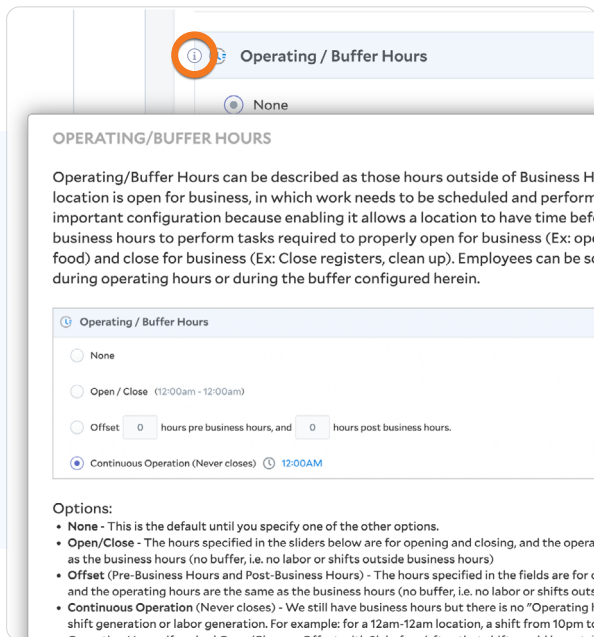 Operating / Buffer Hours
None
OPERATING/BUFFER HOURS
Operating/Buffer Hours can be described as those hours outside of Business H
location is open for business, in which work needs to be scheduled and perform
important configuration because enabling it allows a location to have time bef
business hours to perform tasks required to properly open for business (Ex: ope
food) and close for business (Ex: Close registers, clean up). Employees can be s
during operating hours or during the buffer configured herein.
Operating / Buffer Hours
None
Open / Close (12:00am - 12:00am)
Offset 0 hours pre business hours, and 0 hours post business hours.
Continuous Operation (Never closes) 12:00AM
Options:
• None - This is the default until you specify one of the other options.
• Open/Close - The hours specified in the sliders below are for opening and closing, and the opera
as the business hours (no buffer, i.e. no labor or shifts outside business hours)
• Offset (Pre-Business Hours and Post-Business Hours) - The hours specified in the fields are for
and the operating hours are the same as the business hours (no buffer, i.e. no labor or shifts outs
• Continuous Operation (Never closes) - We still have business hours but there is no "Operating
shift generation or labor generation. For example: for a 12am-12am location, a shift from 10pm to